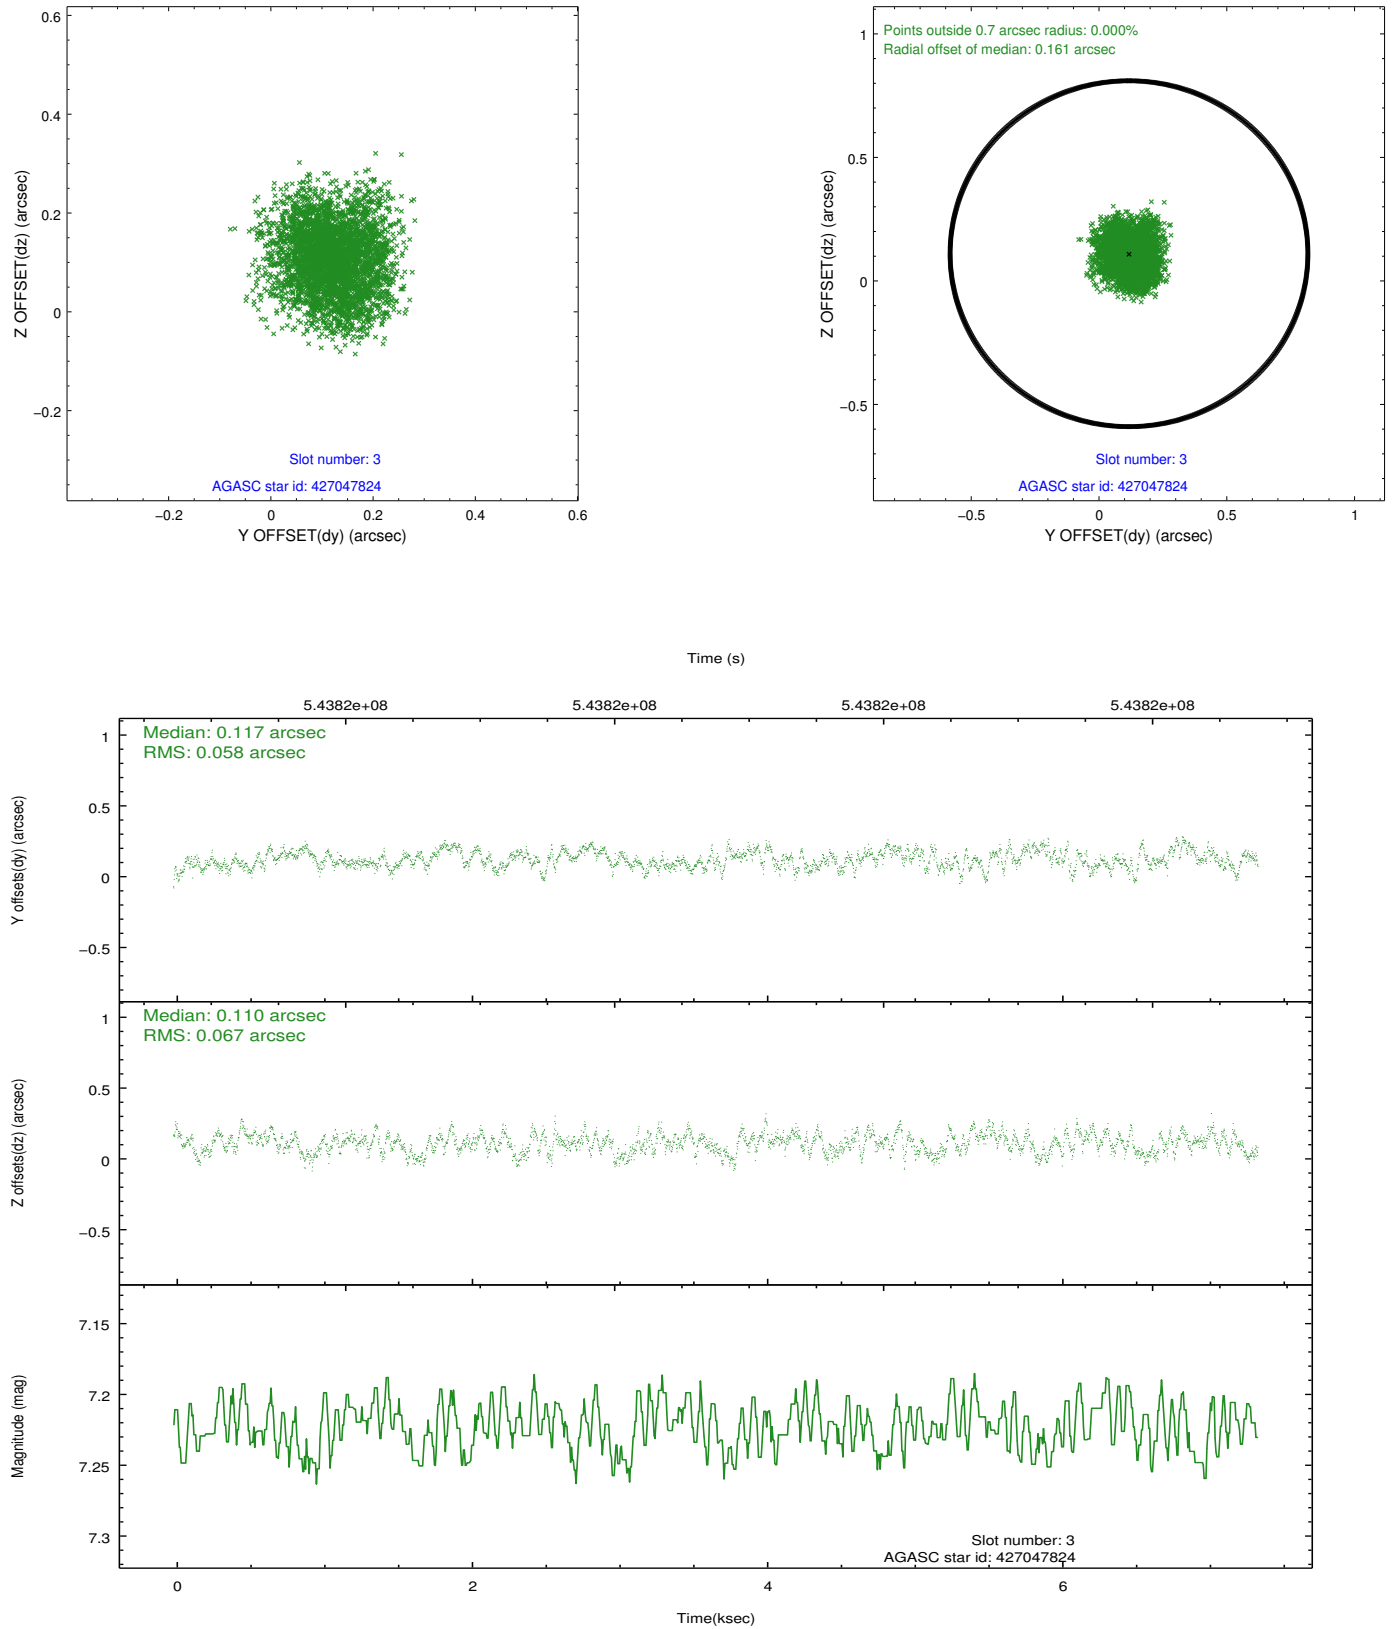 0.6
0.4
0.2
0
−0.2
Z OFFSET(dz) (arcsec)
Slot number: 3
AGASC star id: 427047824
−0.2 0 0.2 0.4 0.6
Y OFFSET(dy) (arcsec)
Points outside 0.7 arcsec radius: 0.000%
Radial offset of median: 0.161 arcsec
1
0.5
0
−0.5
Z OFFSET(dz) (arcsec)
Slot number: 3
AGASC star id: 427047824
−0.5 0 0.5 1
Y OFFSET(dy) (arcsec)
Time (s)
5.4382e+08 5.4382e+08 5.4382e+08 5.4382e+08
Median: 0.117 arcsec
RMS: 0.058 arcsec
1
0.5
0
−0.5
Y offsets(dy) (arcsec)
Median: 0.110 arcsec
RMS: 0.067 arcsec
1
0.5
0
−0.5
Z offsets(dz) (arcsec)
7.15
7.2
7.25
7.3
Magnitude (mag)
Slot number: 3
AGASC star id: 427047824
0 2 4 6
Time(ksec)